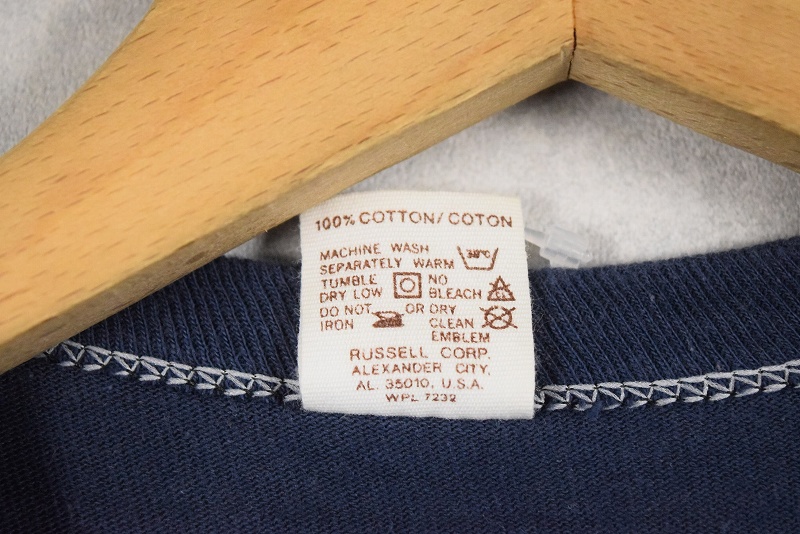 100% COTTON/COTON
MACHINE WASH
SEPARATELY WARM
TUMBLE
DRY LOW
NO
BLEACH
CL
DO NOT
IRON
OR DRY
CLEAN
EMBLEM
RUSSELL CORP.
ALEXANDER CITY,
AL. 35010, U.S.A.
WPL 7232